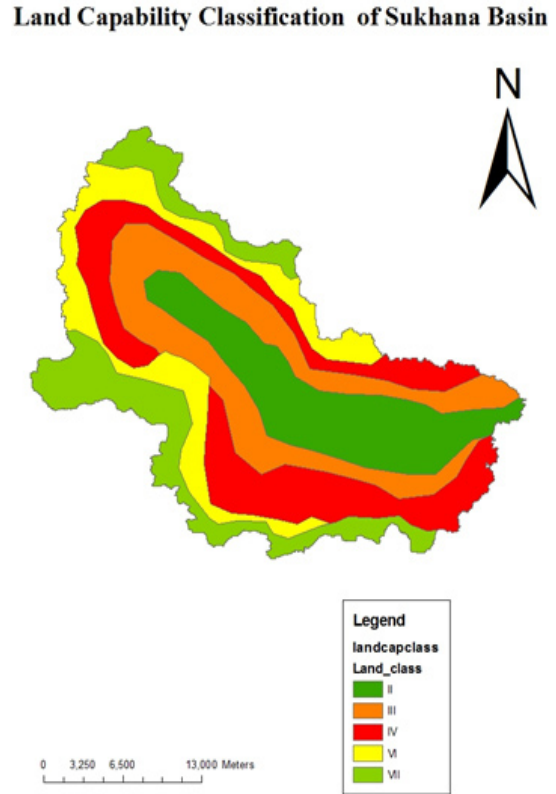 Land Capability Classification of Sukhana Basin
N
Legend
landcapclass
Land_class
II
III
IV
VI
VII
0 3,250 6,500 13,000 Meters